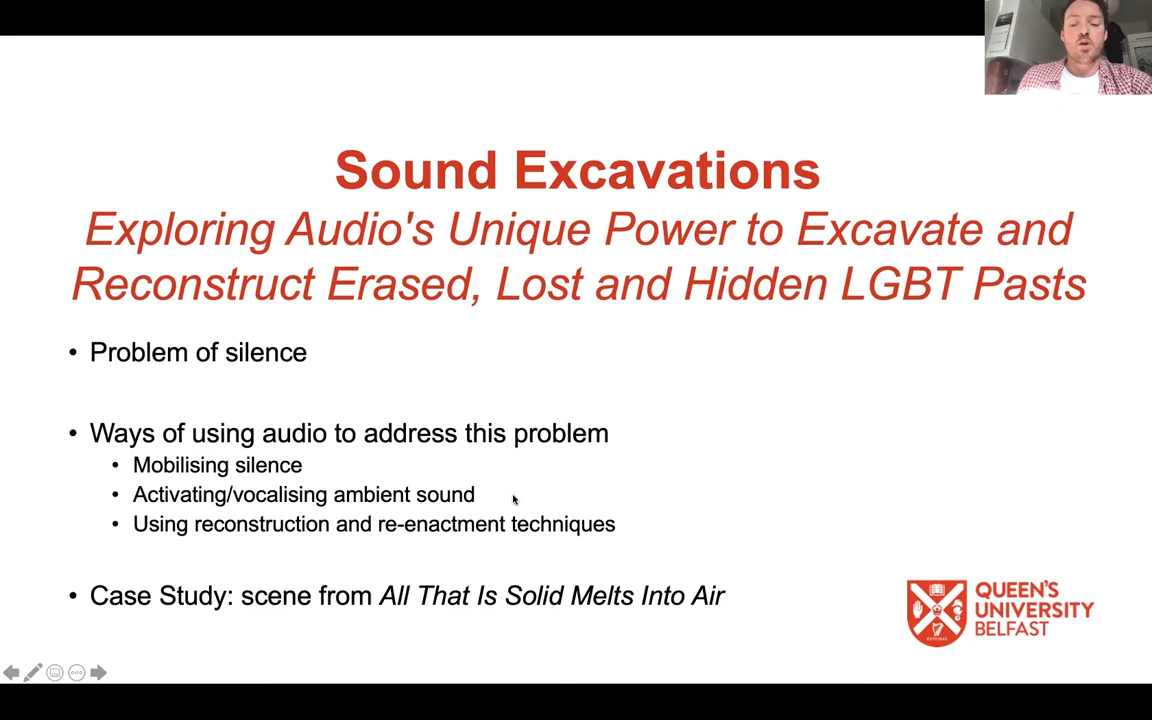 Sound Excavations
Exploring Audio's Unique Power to Excavate and
Reconstruct Erased, Lost and Hidden LGBT Pasts
• Problem of silence
• Ways of using audio to address this problem
• Mobilising silence
• Activating/vocalising ambient sound
• Using reconstruction and re-enactment techniques
• Case Study: scene from All That Is Solid Melts Into Air
QUEEN'S
UNIVERSITY
BELFAST